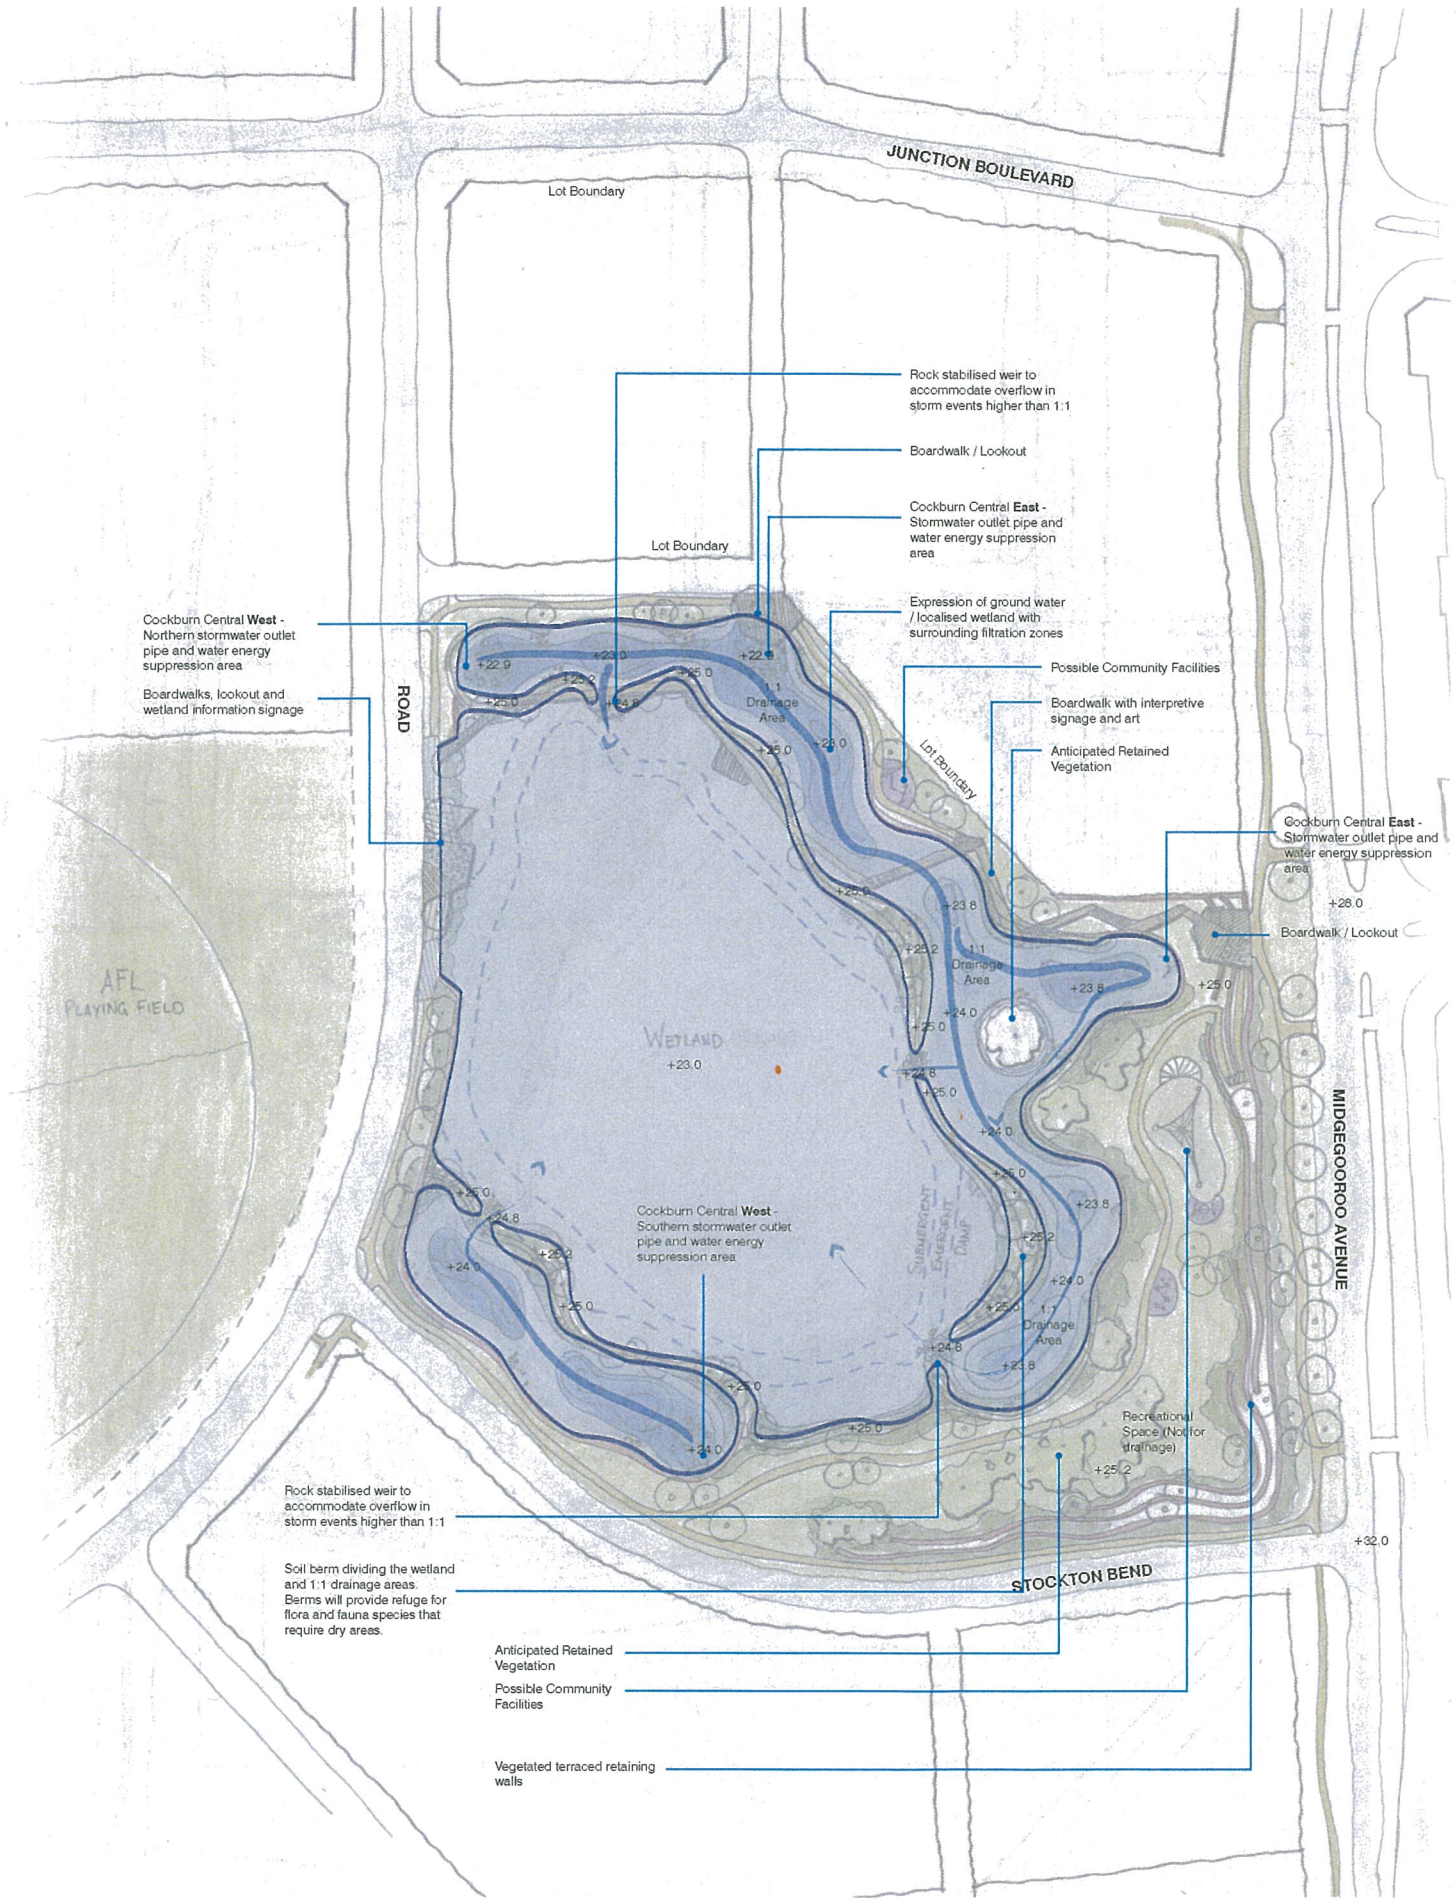 JUNCTION BOULEVARD
Lot Boundary
Rock stabilised weir to
accommodate overflow in
storm events higher than 1:1
Boardwalk / Lookout
Cockburn Central East -
Stormwater outlet pipe and
water energy suppression
area
Lot Boundary
Expression of ground water
/ localised wetland with
surrounding filtration zones
Cockburn Central West -
Northern stormwater outlet
pipe and water energy
suppression area
Boardwalks, lookout and
wetland information signage
ROAD
Possible Community Facilities
Boardwalk with interpretive
signage and art
Anticipated Retained
Vegetation
Lot Boundary
+22.9
+23.0
+25.2
+25.0
+25.0
+24.8
1:1
Drainage
Area
+25.0
+25.0
Cockburn Central East -
Stormwater outlet pipe and
water energy suppression
area
+28.0
Boardwalk / Lookout
+23.8
+25.2
1:1
Drainage
Area
+23.8
+25.0
+24.0
+25.0
AFL
PLAYING FIELD
WETLAND
+23.0
+24.8
+25.0
+24.0
+25.0
MIDGEGOOROO AVENUE
+25.0
+24.8
+23.8
Cockburn Central West -
Southern stormwater outlet
pipe and water energy
suppression area
SUBMERGENT
EMERGENT
DAMP
+25.2
+25.2
+24.0
+24.0
+25.0
+25.0
1:1
Drainage
Area
+24.8
+23.8
+25.0
+25.0
+24.0
Recreational
Space (Not for
drainage)
+25.2
Rock stabilised weir to
accommodate overflow in
storm events higher than 1:1
+32.0
Soil berm dividing the wetland
and 1:1 drainage areas.
Berms will provide refuge for
flora and fauna species that
require dry areas.
STOCKTON BEND
Anticipated Retained
Vegetation
Possible Community
Facilities
Vegetated terraced retaining
walls